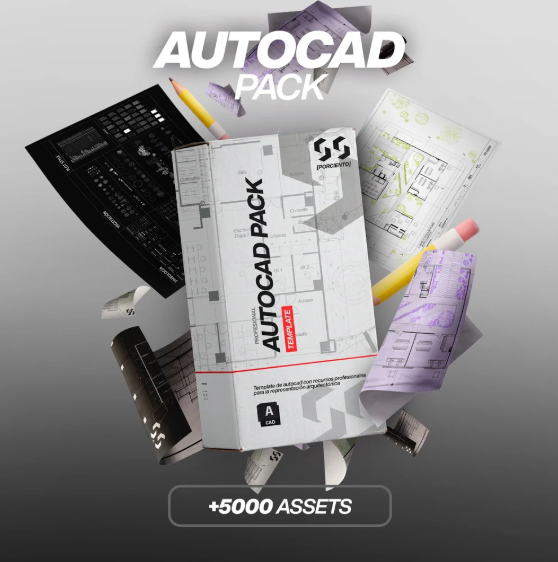 AUTOCAD
PACK
[PORCIENTO]
PROFESIONAL
AUTOCAD PACK
TEMPLATE
Template de autocad con recursos profesionales
para la representación arquitectónica
A
CAD
+5000 ASSETS